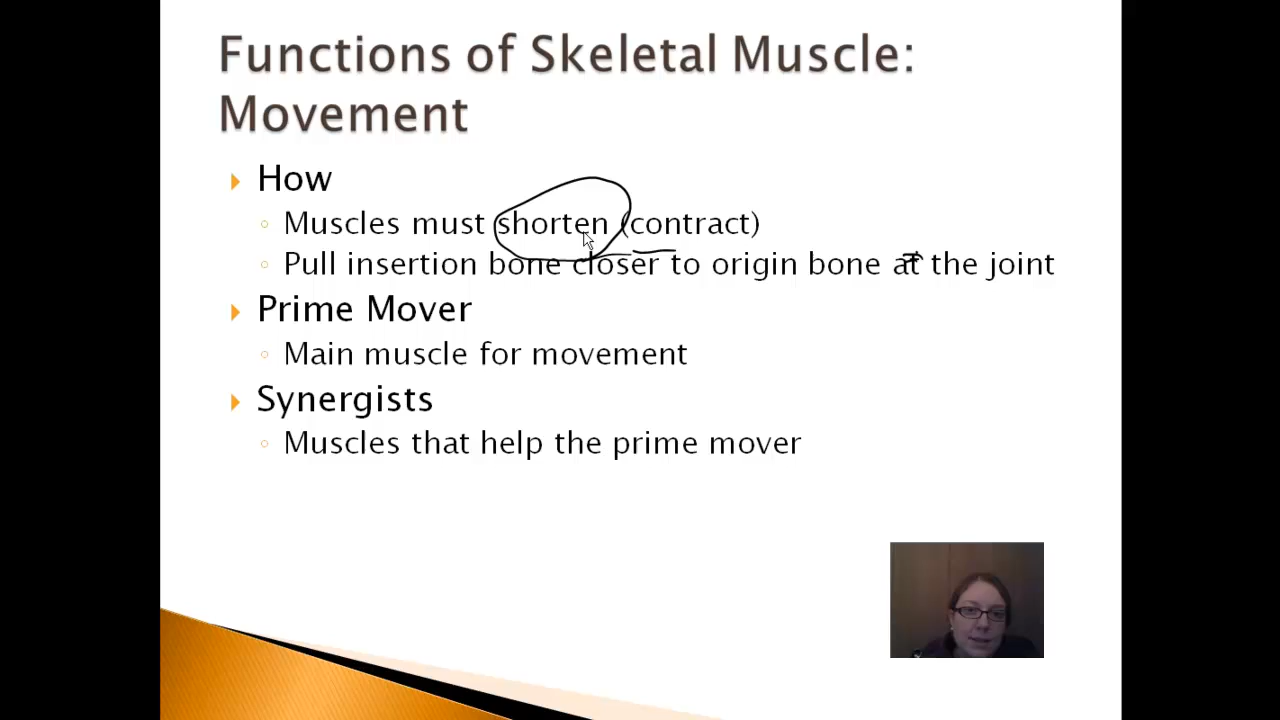 Functions of Skeletal Muscle:
Movement
How
Muscles must shorten (contract)
Pull insertion bone closer to origin bone at the joint
Prime Mover
Main muscle for movement
Synergists
Muscles that help the prime mover